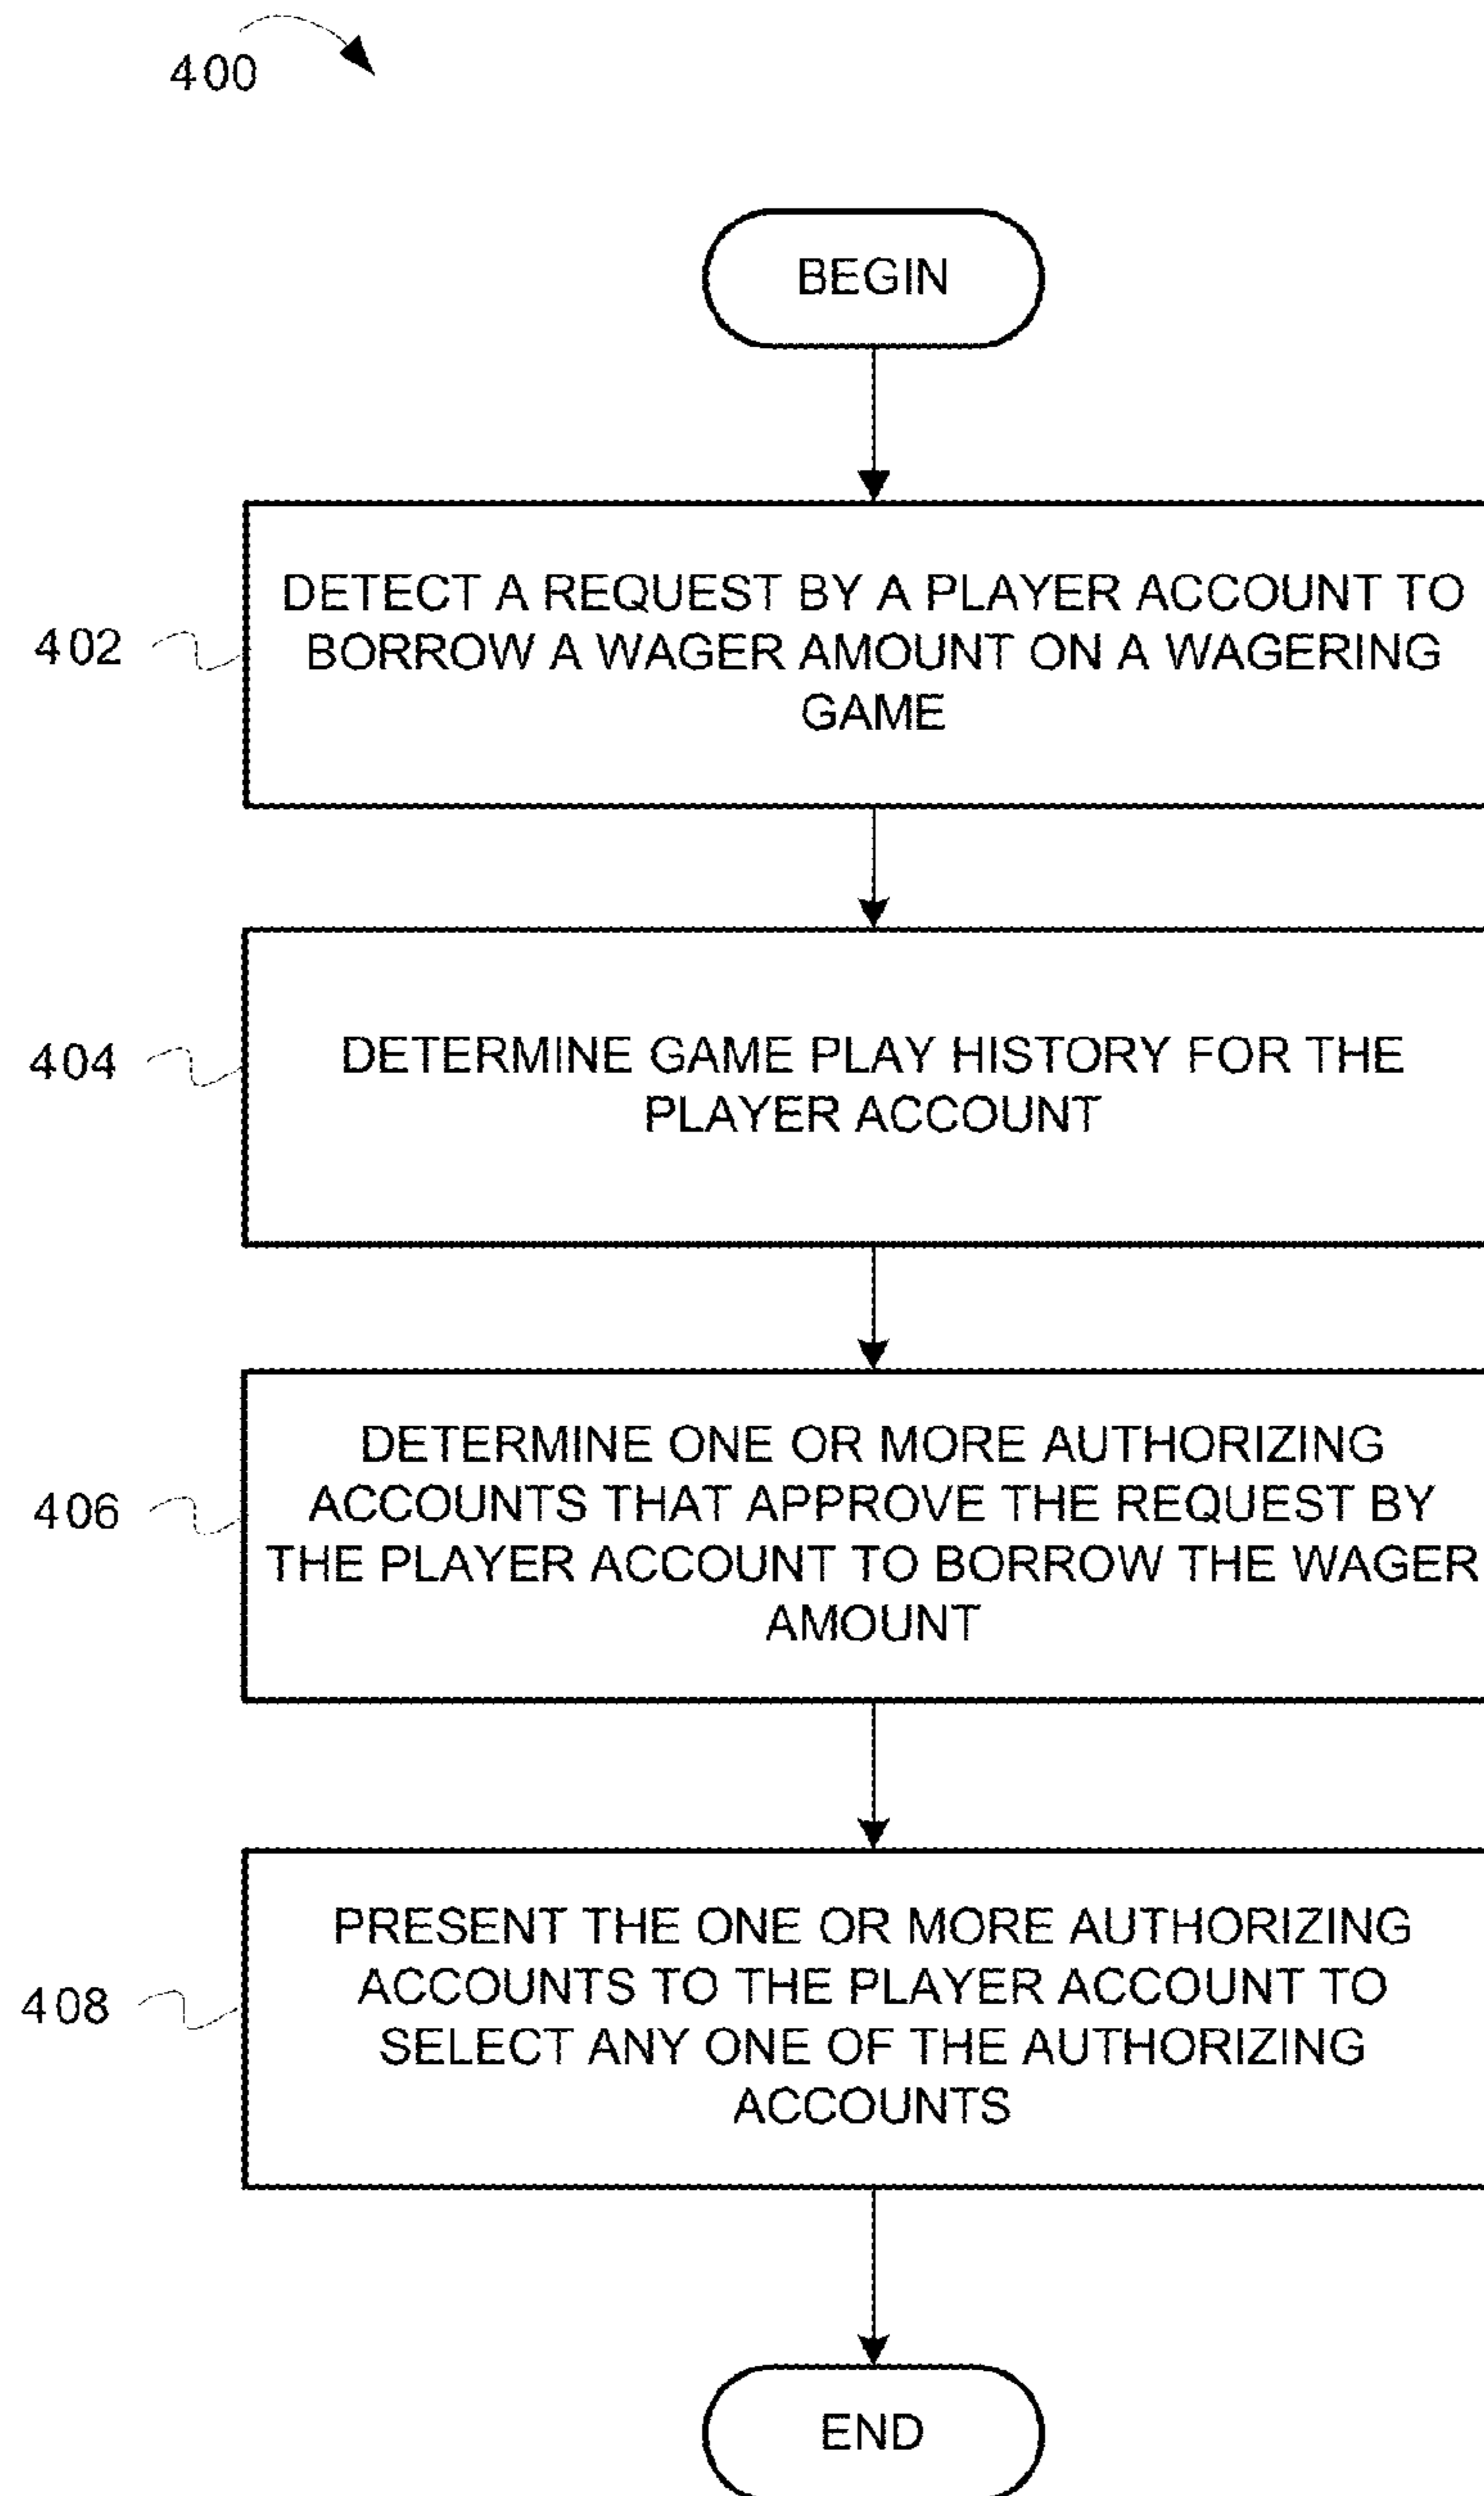 400
BEGIN
402
DETECT A REQUEST BY A PLAYER ACCOUNT TO
BORROW A WAGER AMOUNT ON A WAGERING
GAME
404
DETERMINE GAME PLAY HISTORY FOR THE
PLAYER ACCOUNT
406
DETERMINE ONE OR MORE AUTHORIZING
ACCOUNTS THAT APPROVE THE REQUEST BY
THE PLAYER ACCOUNT TO BORROW THE WAGER
AMOUNT
408
PRESENT THE ONE OR MORE AUTHORIZING
ACCOUNTS TO THE PLAYER ACCOUNT TO
SELECT ANY ONE OF THE AUTHORIZING
ACCOUNTS
END